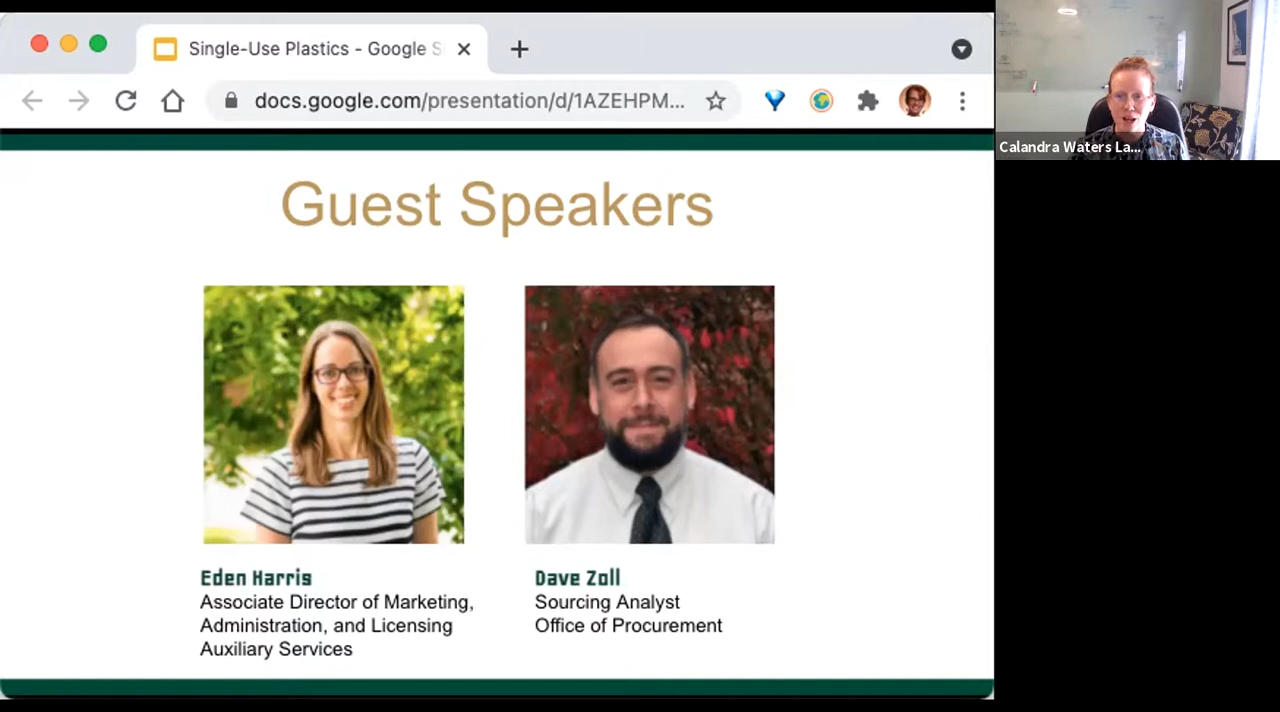 Single-Use Plastics - Google S
docs.google.com/presentation/d/1AZEHPM...
Calandra Waters La...
Guest Speakers
Eden Harris
Associate Director of Marketing,
Administration, and Licensing
Auxiliary Services
Dave Zoll
Sourcing Analyst
Office of Procurement